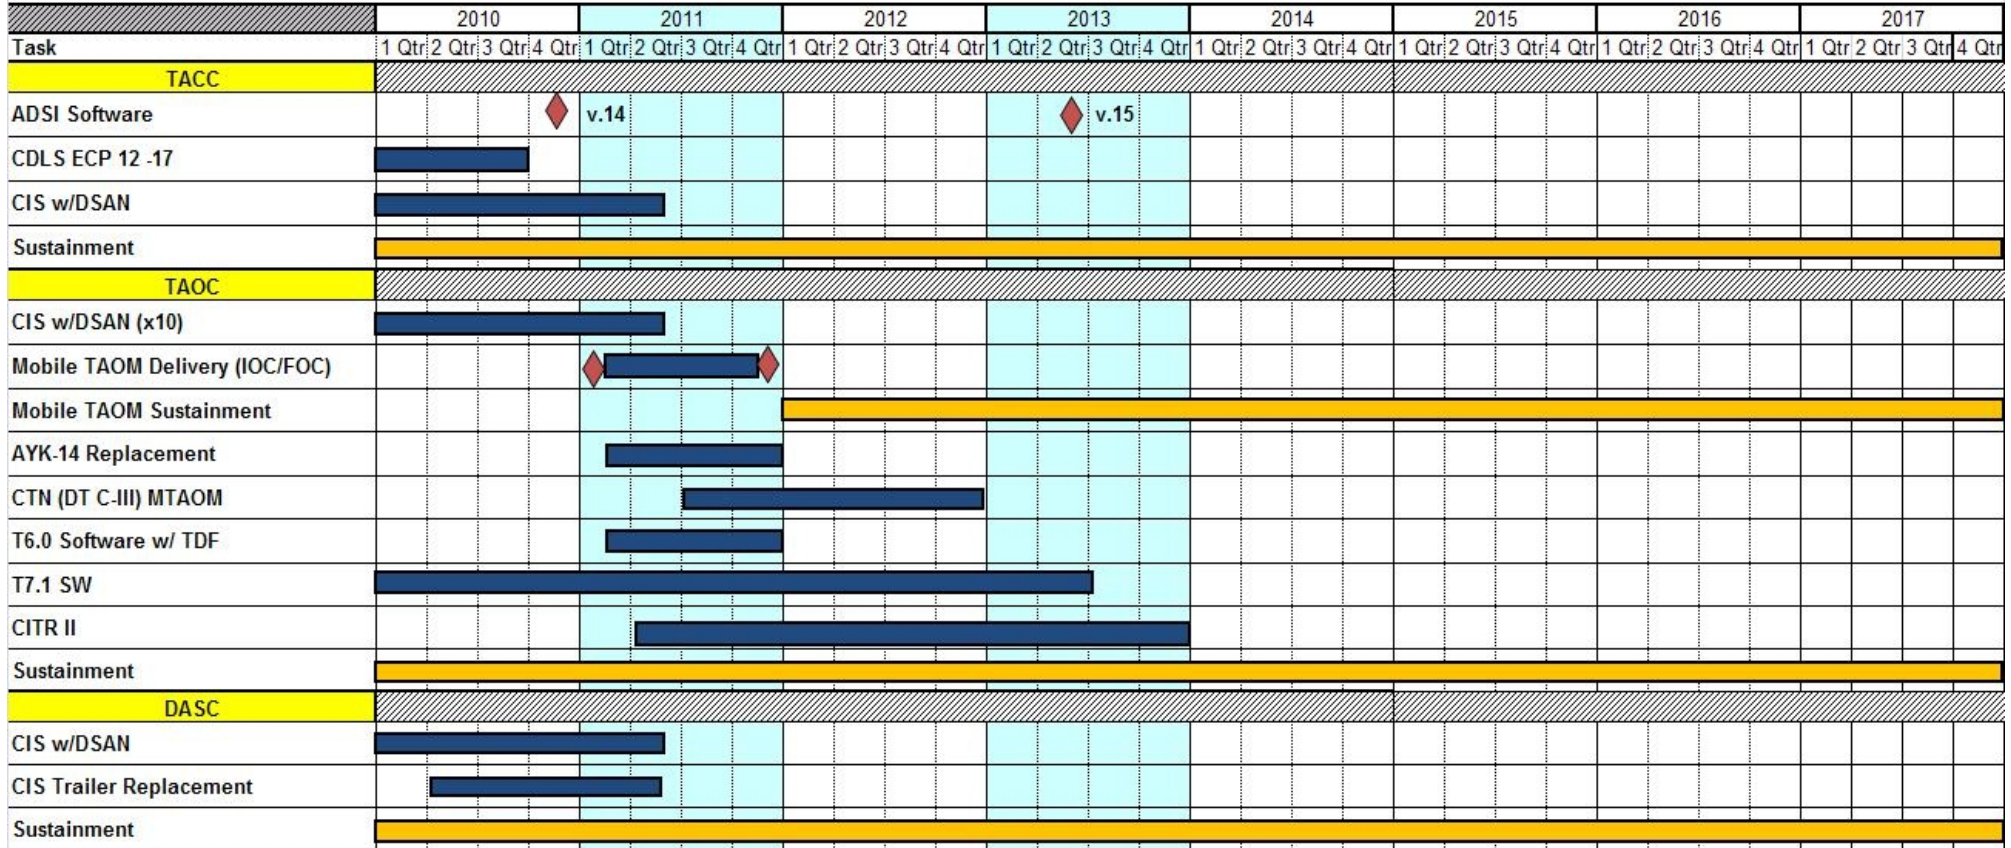 2010 2011 2012 2013 2014 2015 2016 2017
Task 1 Qtr 2 Qtr 3 Qtr 4 Qtr 1 Qtr 2 Qtr 3 Qtr 4 Qtr 1 Qtr 2 Qtr 3 Qtr 4 Qtr 1 Qtr 2 Qtr 3 Qtr 4 Qtr 1 Qtr 2 Qtr 3 Qtr 4 Qtr 1 Qtr 2 Qtr 3 Qtr 4 Qtr 1 Qtr 2 Qtr 3 Qtr 4 Qtr 1 Qtr 2 Qtr 3 Qtr 4 Qtr
TACC
ADSI Software v.14 v.15
CDLS ECP 12 -17
CIS w/DSAN
Sustainment
TAOC
CIS w/DSAN (x10)
Mobile TAOM Delivery (IOC/FOC)
Mobile TAOM Sustainment
AYK-14 Replacement
CTN (DT C-III) MTAOM
T6.0 Software w/ TDF
T7.1 SW
CITR II
Sustainment
DASC
CIS w/DSAN
CIS Trailer Replacement
Sustainment